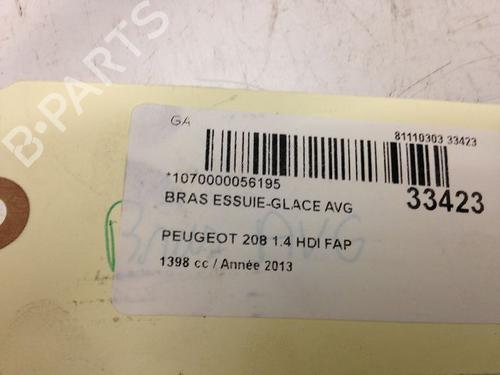 B-PARTS
GA
81110303 33423
*1070000056195
33423
BRAS ESSUIE-GLACE AVG
PEUGEOT 208 1.4 HDI FAP
1398 cc / Année 2013
AVG